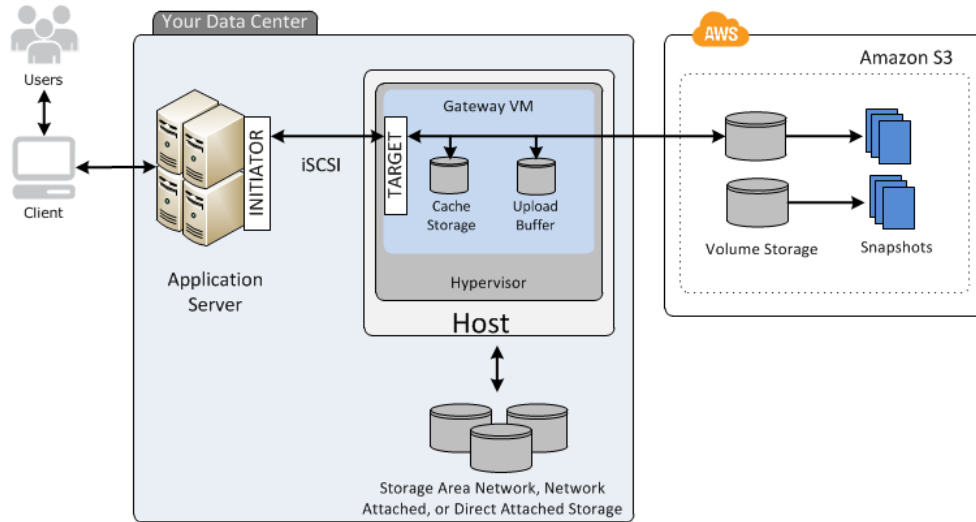 Your Data Center
AWS
Amazon S3
Users
Client
Application
Server
INITIATOR
iSCSI
TARGET
Gateway VM
Cache
Storage
Upload
Buffer
Hypervisor
Host
Volume Storage
Snapshots
Storage Area Network, Network
Attached, or Direct Attached Storage